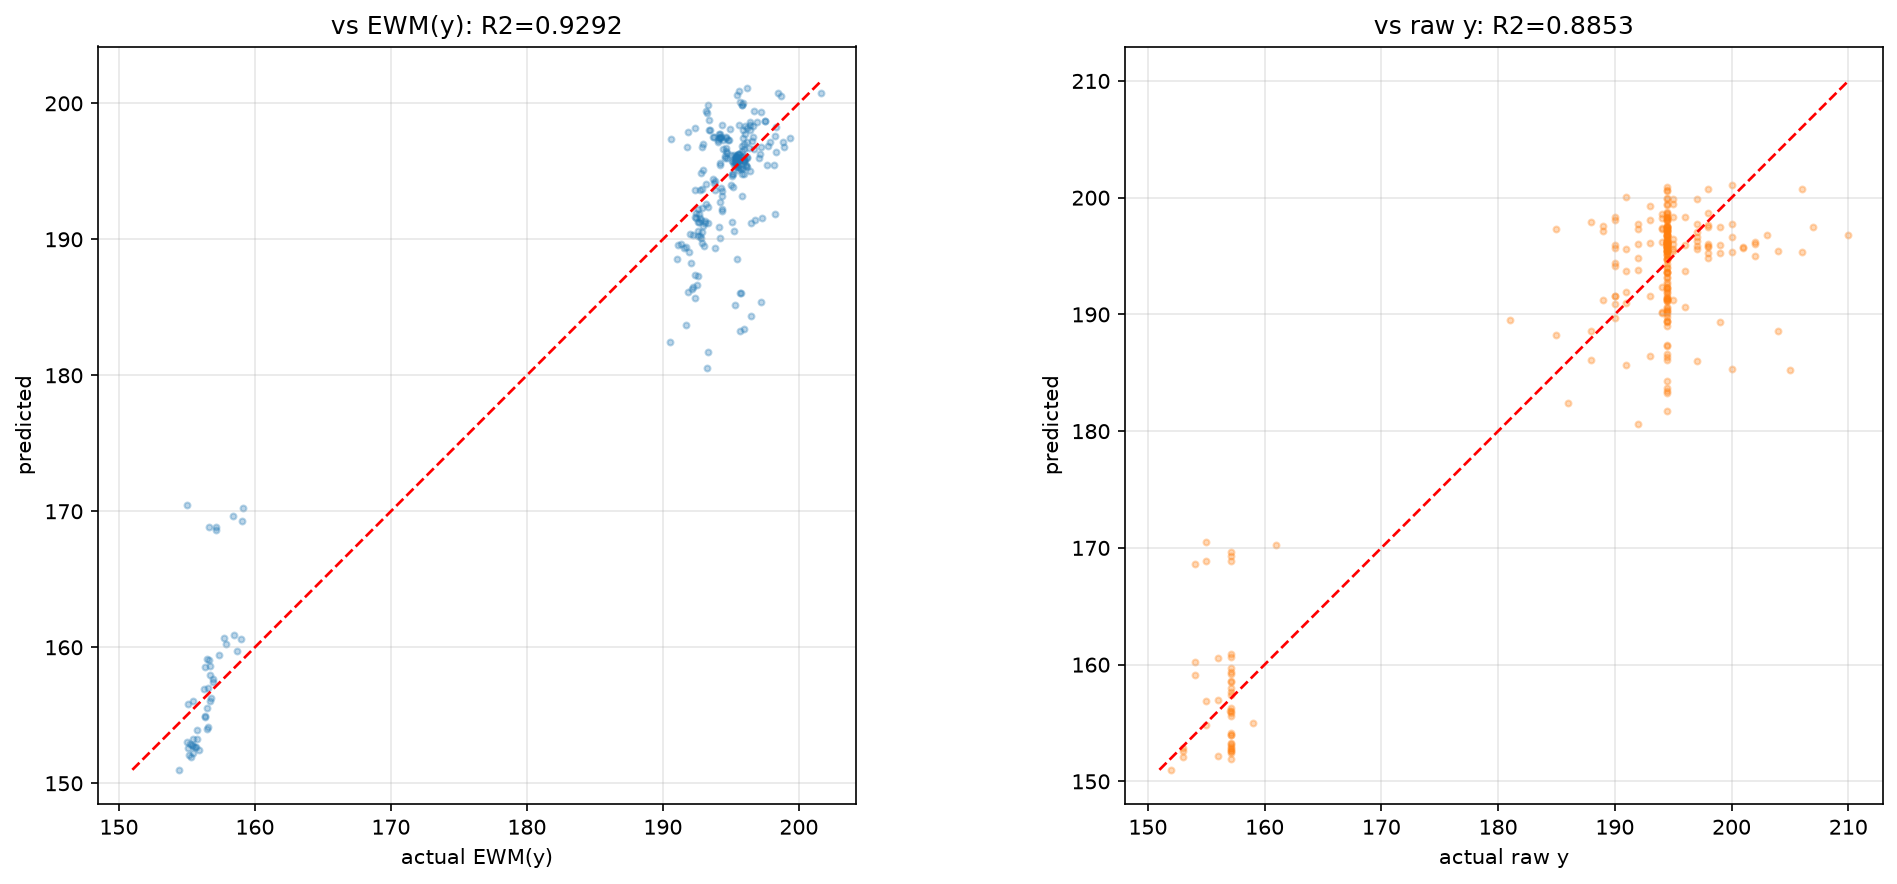 vs EWM(y): R2=0.9292
predicted
200
190
180
170
160
150
150 160 170 180 190 200
actual EWM(y)
vs raw y: R2=0.8853
predicted
210
200
190
180
170
160
150
150 160 170 180 190 200 210
actual raw y